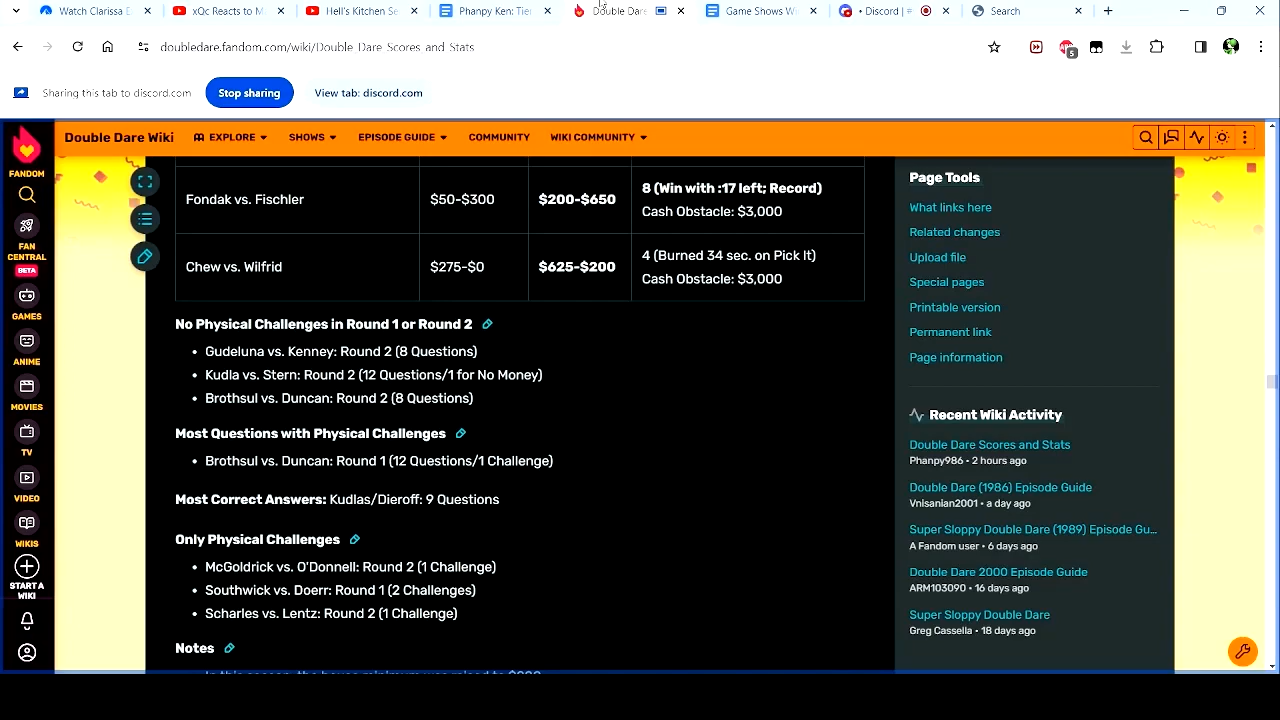 Watch Clarissa E
xQc Reacts to M
Hell's Kitchen Se
Phanpy Ken: Tie
Double Dare
Game Shows W
• Discord | #
Search
doubledare.fandom.com/wiki/Double_Dare_Scores_and_Stats
5
Sharing this tab to discord.com
Stop sharing
View tab: discord.com
Double Dare Wiki
EXPLORE
SHOWS
EPISODE GUIDE
COMMUNITY
WIKI COMMUNITY
FANDOM
FAN
CENTRAL
BETA
GAMES
ANIME
MOVIES
TV
VIDEO
WIKIS
START A
WIKI
Fondak vs. Fischler $50-$300 $200-$650 8 (Win with :17 left; Record)
Cash Obstacle: $3,000
Chew vs. Wilfrid $275-$0 $625-$200 4 (Burned 34 sec. on Pick It)
Cash Obstacle: $3,000
No Physical Challenges in Round 1 or Round 2
• Gudeluna vs. Kenney: Round 2 (8 Questions)
• Kudla vs. Stern: Round 2 (12 Questions/1 for No Money)
• Brothsul vs. Duncan: Round 2 (8 Questions)
Most Questions with Physical Challenges
• Brothsul vs. Duncan: Round 1 (12 Questions/1 Challenge)
Most Correct Answers: Kudlas/Dieroff: 9 Questions
Only Physical Challenges
• McGoldrick vs. O'Donnell: Round 2 (1 Challenge)
• Southwick vs. Doerr: Round 1 (2 Challenges)
• Scharles vs. Lentz: Round 2 (1 Challenge)
Notes
Page Tools
What links here
Related changes
Upload file
Special pages
Printable version
Permanent link
Page information
Recent Wiki Activity
Double Dare Scores and Stats
Phanpy986 • 2 hours ago
Double Dare (1986) Episode Guide
Vnisanian2001 • a day ago
Super Sloppy Double Dare (1989) Episode Gu...
A Fandom user • 6 days ago
Double Dare 2000 Episode Guide
ARM103090 • 16 days ago
Super Sloppy Double Dare
Greg Cassella • 18 days ago